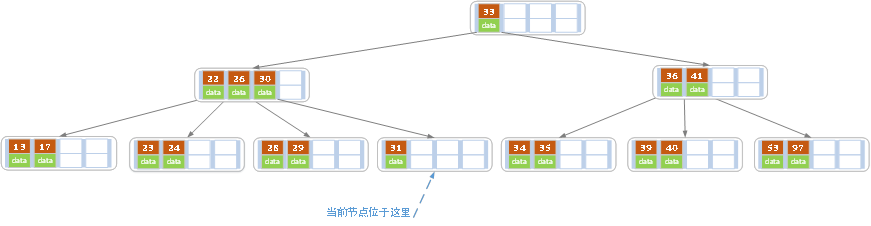 33
data
22 26 30
data data data
36 41
data data
13 17
data data
23 24
data data
28 29
data data
31
data
34 35
data data
39 40
data data
53 97
data data
当前节点位于这里